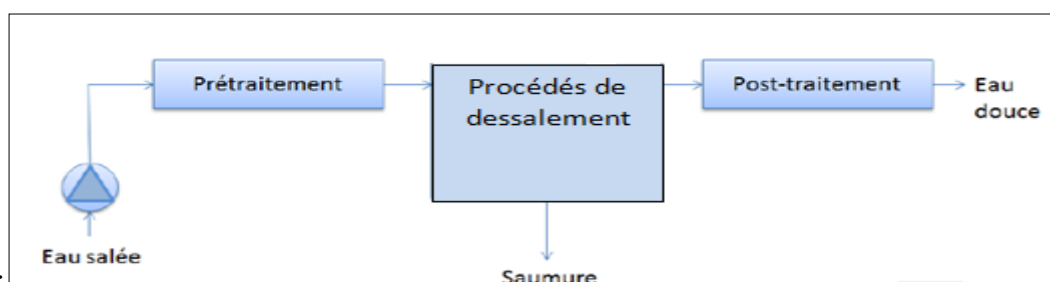 Prétraitement
Procédés de
dessalement
Post-traitement
Eau
douce
Eau salée
Saumure